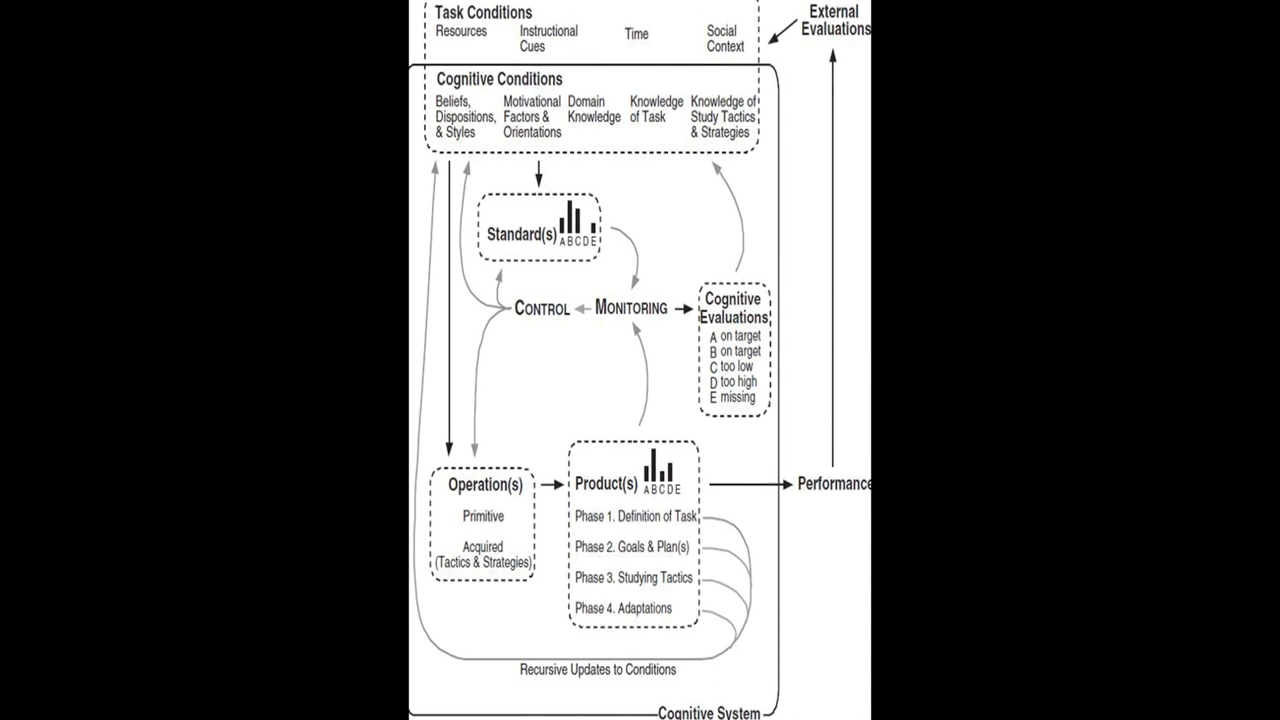 Task Conditions
Resources
Instructional
Cues
Time
Social
Context
External
Evaluations
Cognitive Conditions
Beliefs,
Dispositions,
& Styles
Motivational
Factors &
Orientations
Domain
Knowledge
Knowledge
of Task
Knowledge of
Study Tactics
& Strategies
Standard(s)
A B C D E
CONTROL
MONITORING
Cognitive
Evaluations
A on target
B on target
C too low
D too high
E missing
Operation(s)
Primitive
Acquired
(Tactics & Strategies)
Product(s)
A B C D E
Phase 1. Definition of Task
Phase 2. Goals & Plan(s)
Phase 3. Studying Tactics
Phase 4. Adaptations
Performance
Recursive Updates to Conditions
Cognitive System